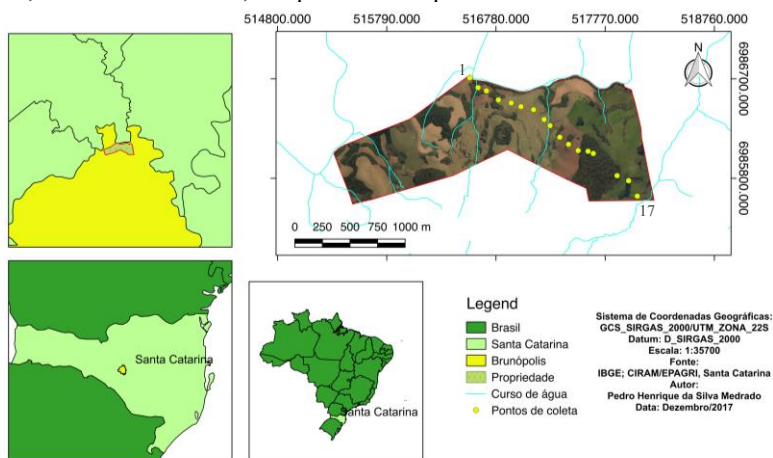 514800.000 515790.000 516780.000 517770.000 518760.000
N
6986700.000
6985800.000
1
17
0 250 500 750 1000 m
Santa Catarina
Santa Catarina
Legend
Brasil
Santa Catarina
Brunópolis
Propriedade
Curso de água
Pontos de coleta
Sistema de Coordenadas Geográficas:
GCS_SIRGAS_2000/UTM_ZONA_22S
Datum: D_SIRGAS_2000
Escala: 1:35700
Fonte:
IBGE; CIRAM/EPAGRI, Santa Catarina
Autor:
Pedro Henrique da Silva Medrado
Data: Dezembro/2017